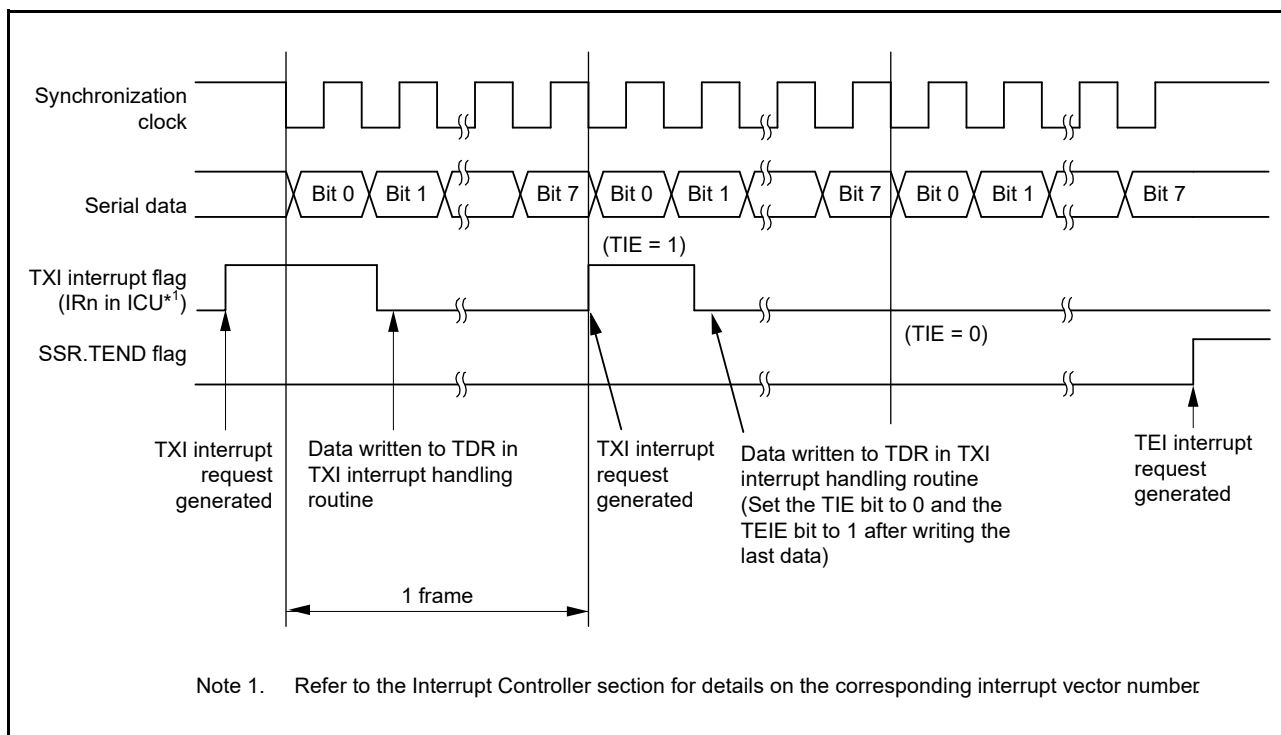 Synchronization
clock
Serial data
Bit 0 Bit 1 Bit 7 Bit 0 Bit 1 Bit 7 Bit 0 Bit 1 Bit 7
(TIE = 1)
TXI interrupt flag
(IRn in ICU*1)
(TIE = 0)
SSR.TEND flag
TXI interrupt
request
generated
Data written to TDR in
TXI interrupt handling
routine
TXI interrupt
request
generated
Data written to TDR in TXI
interrupt handling routine
(Set the TIE bit to 0 and the
TEIE bit to 1 after writing the
last data)
TEI interrupt
request
generated
1 frame
Note 1. Refer to the Interrupt Controller section for details on the corresponding interrupt vector number